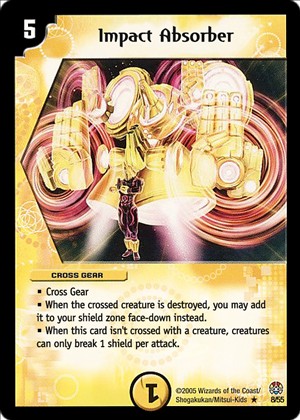 5 Impact Absorber
CROSS GEAR
▪ Cross Gear
▪ When the crossed creature is destroyed, you may add
it to your shield zone face-down instead.
▪ When this card isn't crossed with a creature, creatures
can only break 1 shield per attack.
1
©2005 Wizards of the Coast/
Shogakukan/Mitsui-Kids ★ 8/55